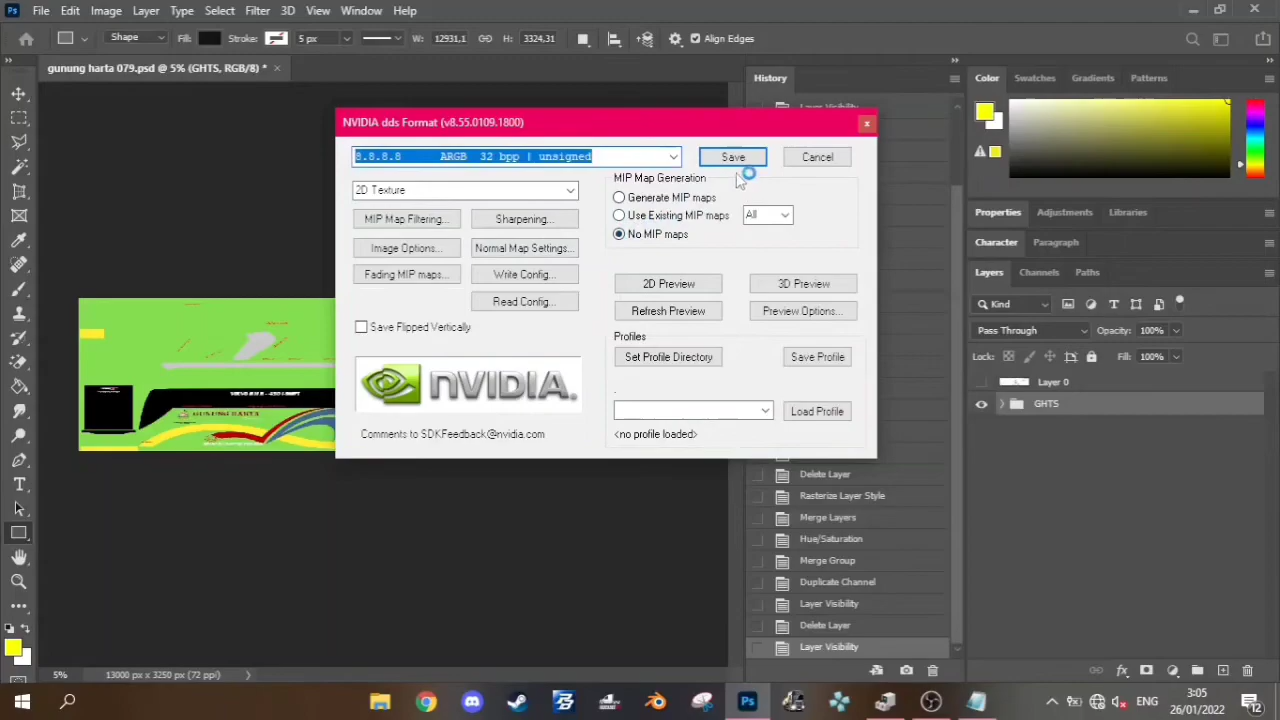 Ps File Edit Image Layer Type Select Filter 3D View Window Help
Shape Fill: Stroke: 5 px W: 12931,1 H: 3324,31 Align Edges
gunung harta 079.psd @ 5% (GHTS, RGB/8) * ×
History
Color Swatches Gradients Patterns
Layer Visibility
NVIDIA dds Format (v8.55.0109.1800)
8.8.8.8 ARGB 32 bpp | unsigned
Save Cancel
2D Texture
MIP Map Generation
Generate MIP maps
Use Existing MIP maps All
No MIP maps
MIP Map Filtering... Sharpening...
Image Options... Normal Map Settings...
Fading MIP maps... Write Config...
Read Config...
2D Preview 3D Preview
Refresh Preview Preview Options...
Save Flipped Vertically
Profiles
Set Profile Directory Save Profile
.
Load Profile
<no profile loaded>
NVIDIA.
Comments to SDKFeedback@nvidia.com
GUNUNG HARTA
Delete Layer
Rasterize Layer Style
Merge Layers
Hue/Saturation
Merge Group
Duplicate Channel
Layer Visibility
Delete Layer
Layer Visibility
Properties Adjustments Libraries
Character Paragraph
Layers Channels Paths
Kind
Pass Through Opacity: 100%
Lock: Fill: 100%
Layer 0
GHTS
5% 13000 px x 3250 px (72 ppi)
Ps
ENG
3:05
26/01/2022
12